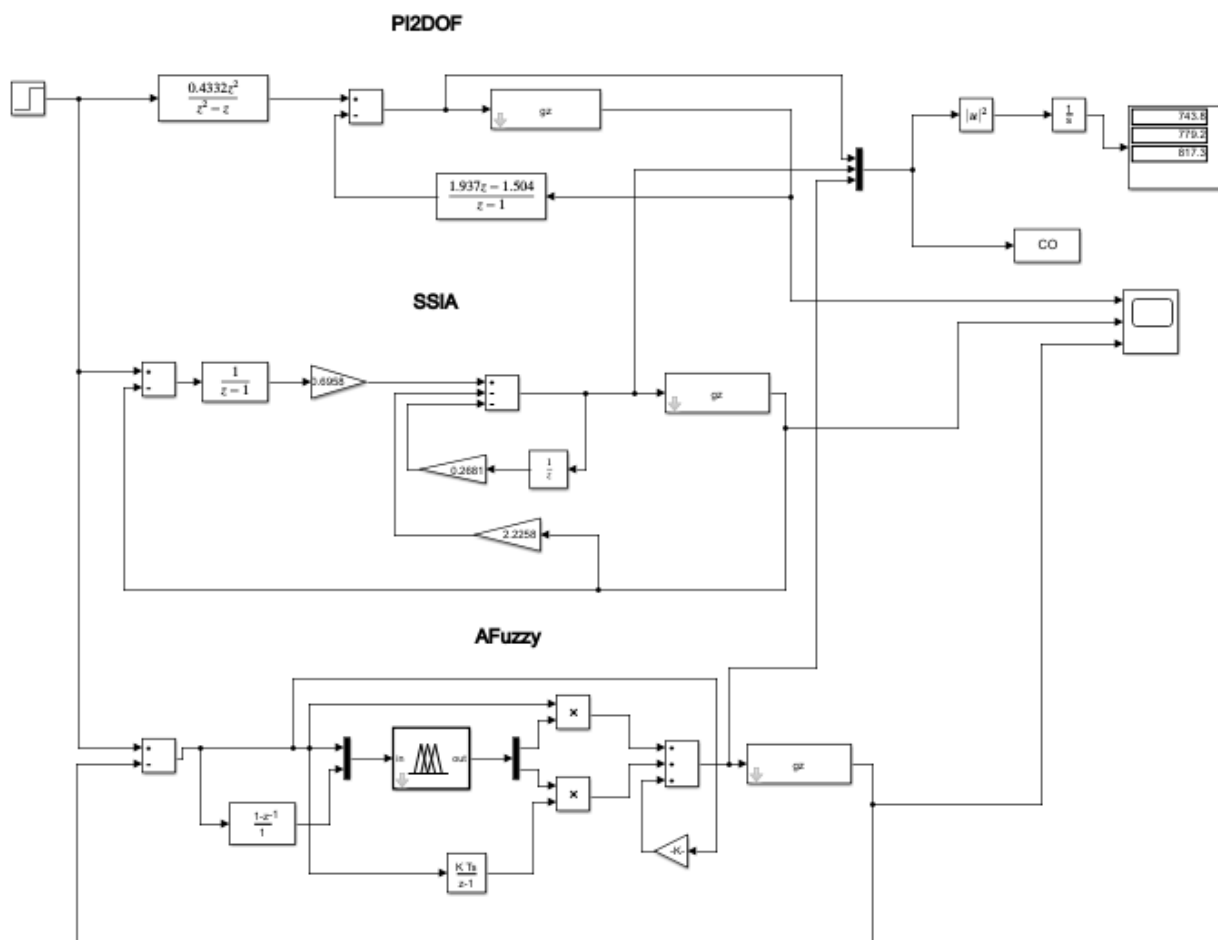 PI2DOF
0.4332z²
z² − z
+
−
gz
1.937z − 1.504
z − 1
|u|²
1
s
743.8
779.2
817.3
CO
SSIA
+
−
1
z − 1
0.6958
+
−
−
gz
0.2681
1
z
2.2258
AFuzzy
+
−
in
out
×
×
+
+
+
gz
1-z⁻¹
1
K Ts
z-1
-K-